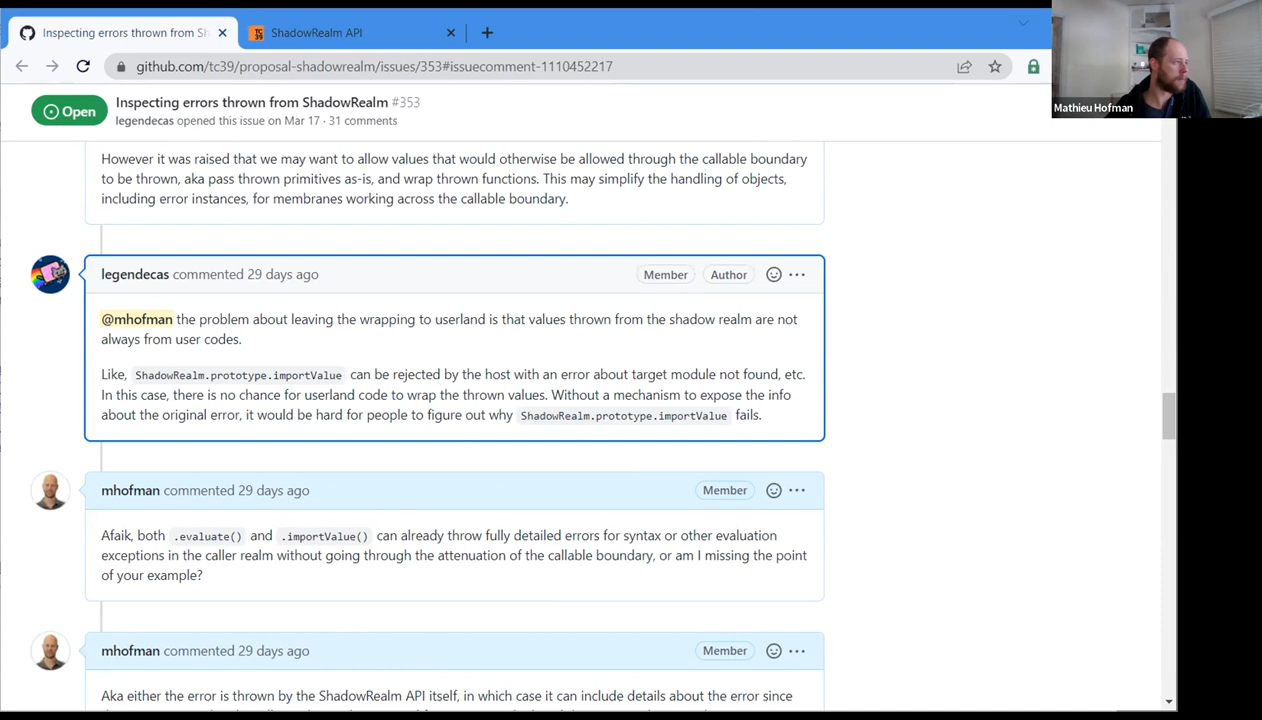 Inspecting errors thrown from Sh
ShadowRealm API
github.com/tc39/proposal-shadowrealm/issues/353#issuecomment-1110452217
Mathieu Hofman
Open
Inspecting errors thrown from ShadowRealm #353
legendecas opened this issue on Mar 17 · 31 comments
However it was raised that we may want to allow values that would otherwise be allowed through the callable boundary
to be thrown, aka pass thrown primitives as-is, and wrap thrown functions. This may simplify the handling of objects,
including error instances, for membranes working across the callable boundary.
legendecas commented 29 days ago
Member
Author
@mhofman the problem about leaving the wrapping to userland is that values thrown from the shadow realm are not
always from user codes.
Like, ShadowRealm.prototype.importValue can be rejected by the host with an error about target module not found, etc.
In this case, there is no chance for userland code to wrap the thrown values. Without a mechanism to expose the info
about the original error, it would be hard for people to figure out why ShadowRealm.prototype.importValue fails.
mhofman commented 29 days ago
Member
Afaik, both .evaluate() and .importValue() can already throw fully detailed errors for syntax or other evaluation
exceptions in the caller realm without going through the attenuation of the callable boundary, or am I missing the point
of your example?
mhofman commented 29 days ago
Member
Aka either the error is thrown by the ShadowRealm API itself, in which case it can include details about the error since